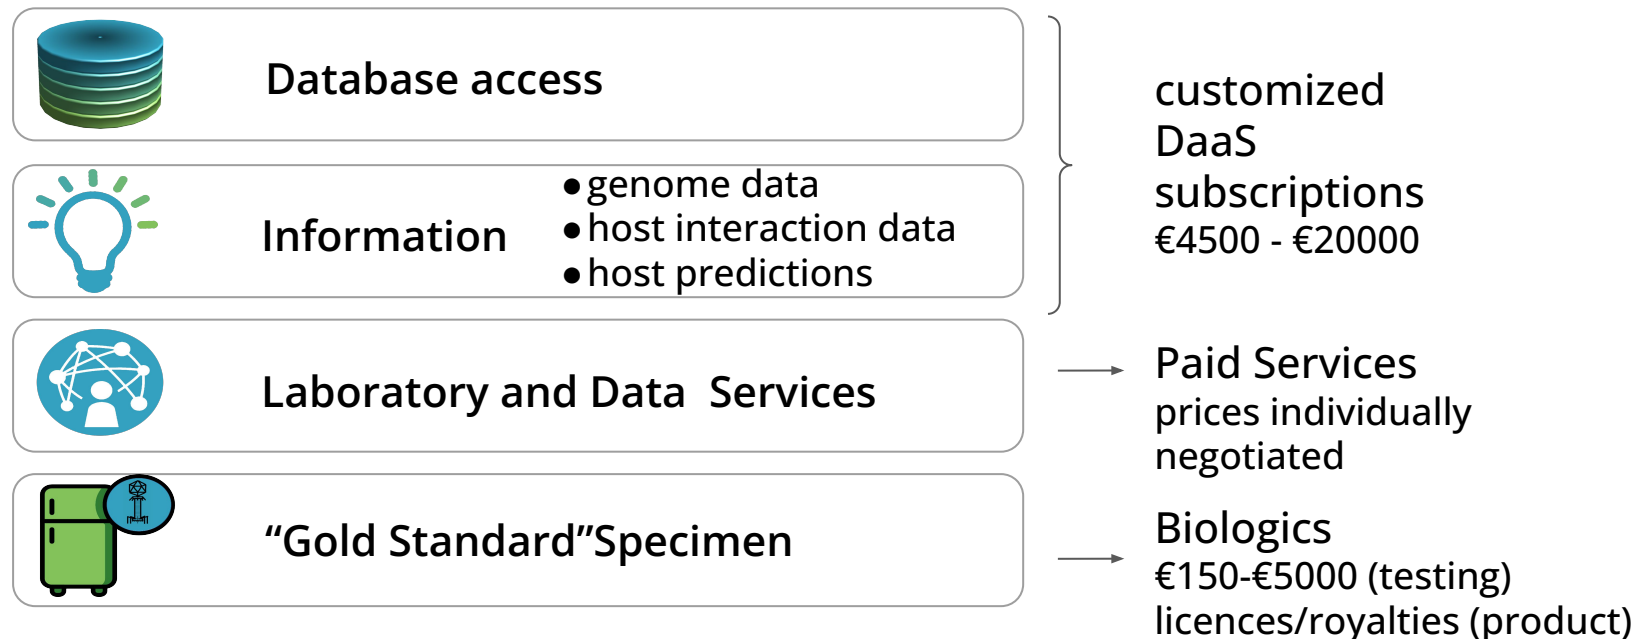 Database access
customized
DaaS
subscriptions
€4500 - €20000
Information
● genome data
● host interaction data
● host predictions
Laboratory and Data  Services
Paid Services
prices individually
negotiated
“Gold Standard”Specimen
Biologics
€150-€5000 (testing)
licences/royalties (product)